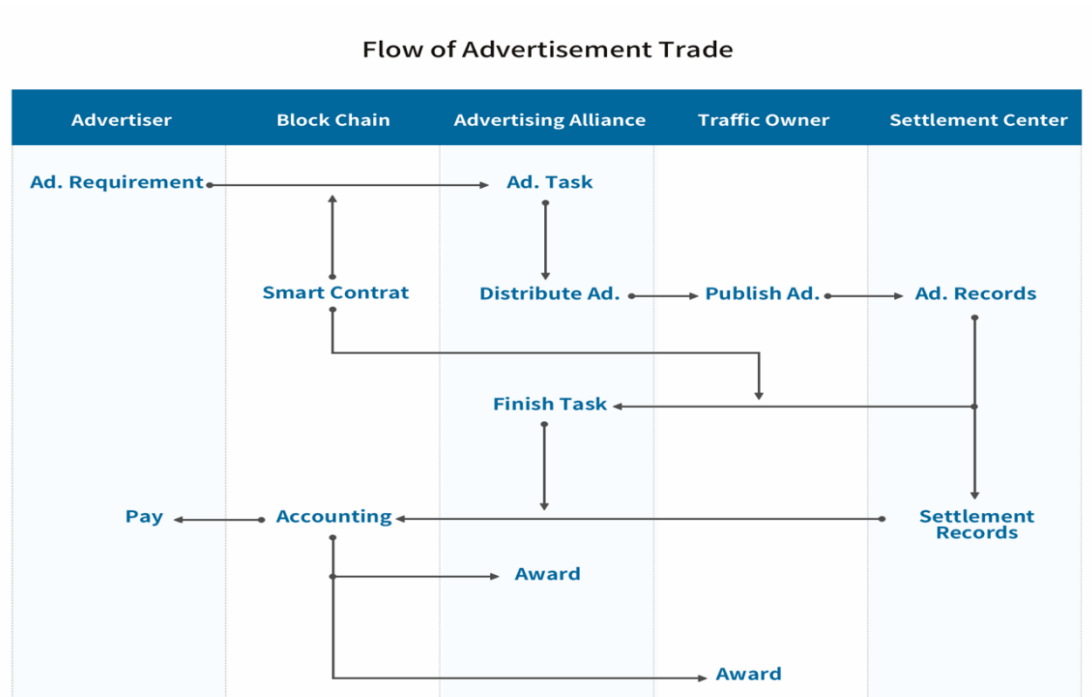 Flow of Advertisement Trade
Advertiser Block Chain Advertising Alliance Traffic Owner Settlement Center
Ad. Requirement Ad. Task
Smart Contrat Distribute Ad. Publish Ad. Ad. Records
Finish Task
Pay Accounting Settlement
Records
Award
Award